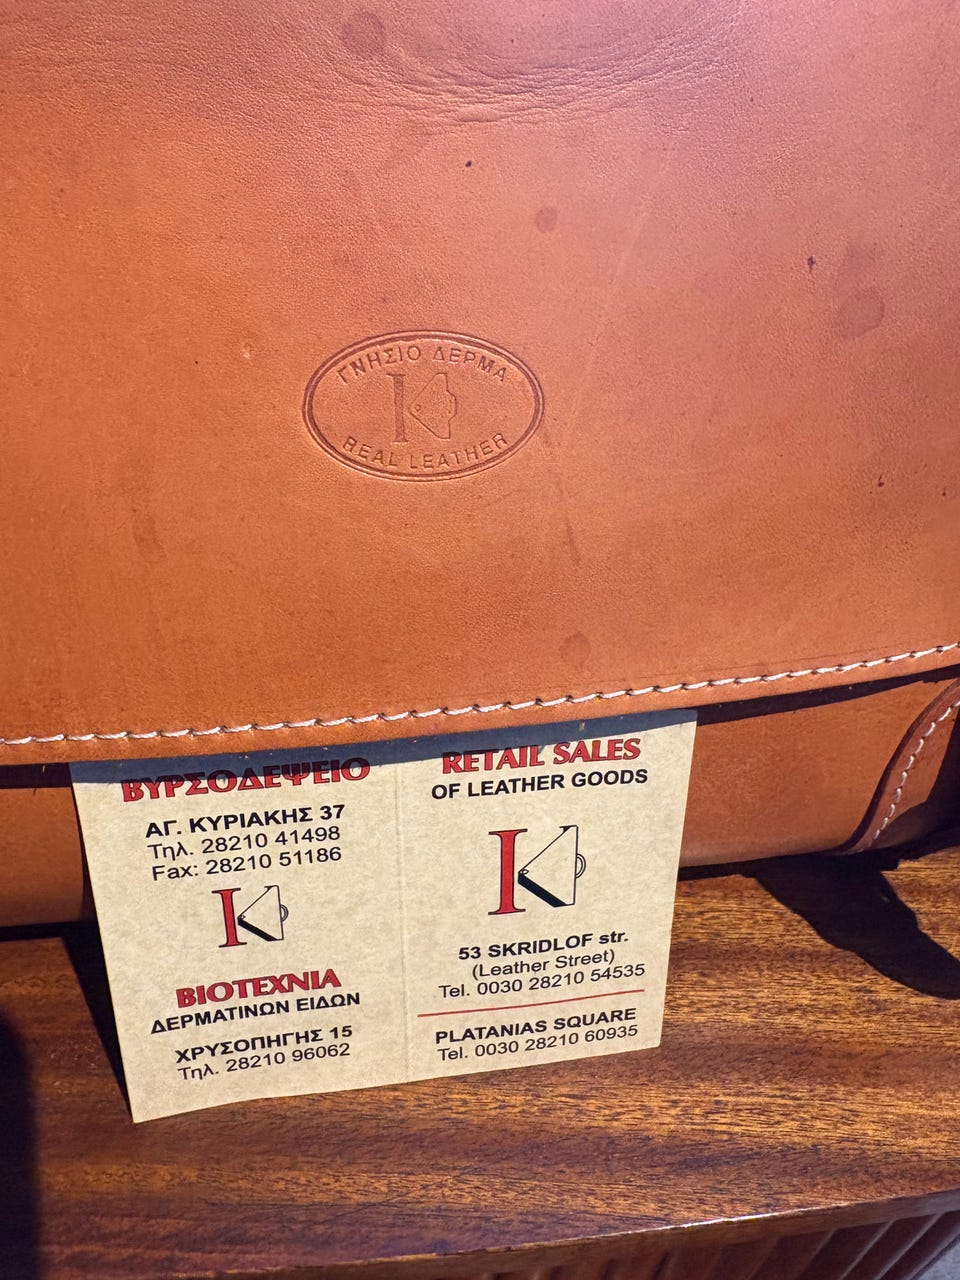 ΓΝΗΣΙΟ ΔΕΡΜΑ
K
REAL LEATHER
ΒΥΡΣΟΔΕΨΕΙΟ
ΑΓ. ΚΥΡΙΑΚΗΣ 37
Τηλ. 28210 41498
Fax: 28210 51186
K
ΒΙΟΤΕΧΝΙΑ
ΔΕΡΜΑΤΙΝΩΝ ΕΙΔΩΝ
ΧΡΥΣΟΠΗΓΗΣ 15
Τηλ. 28210 96062
RETAIL SALES
OF LEATHER GOODS
K
53 SKRIDLOF str.
(Leather Street)
Tel. 0030 28210 54535
PLATANIAS SQUARE
Tel. 0030 28210 60935